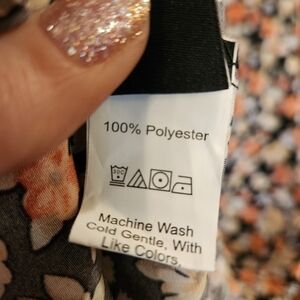 100% Polyester
Machine Wash
Cold Gentle, With
Like Colors,